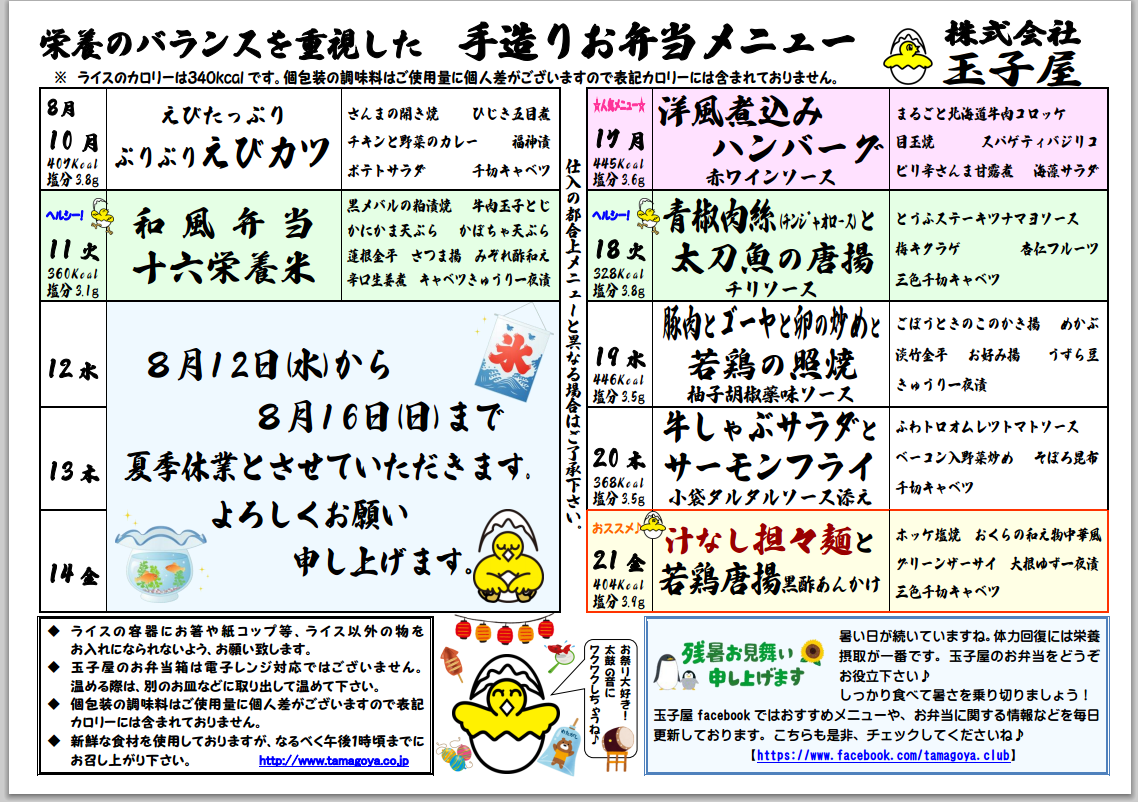 栄養のバランスを重視した 手造りお弁当メニュー
株式会社
玉子屋
※ ライスのカロリーは340kcalです。個包装の調味料はご使用量に個人差がございますので表記カロリーには含まれておりません。
8月
10 月
409Kcal
塩分3.8g
えびたっぷり
ぷりぷりえびカツ
さんまの開き焼 ひじき五目煮
チキンと野菜のカレー 福神漬
ポテトサラダ 千切キャベツ
ヘルシー!
11 火
360Kcal
塩分3.1g
和風弁当
十六栄養米
黒メバルの粕漬焼 牛肉玉子とじ
かにかま天ぷら かぼちゃ天ぷら
蓮根金平 さつま揚 みぞれ酢和え
辛口生姜煮 キャベツきゅうり一夜漬
12 水
13 木
14 金
8月12日(水)から
8月16日(日)まで
夏季休業とさせていただきます。
よろしくお願い
申し上げます。
氷
仕入の都合上メニューと異なる場合はご了承下さい。
★人気メニュー★
17 月
445Kcal
塩分3.6g
洋風煮込み
ハンバーグ
赤ワインソース
まるごと北海道牛肉コロッケ
目玉焼 スパゲティバジリコ
ピリ辛さんま甘露煮 海藻サラダ
ヘルシー!
18 火
328Kcal
塩分3.8g
青椒肉絲(チンジャオロース)と
太刀魚の唐揚
チリソース
とうふステーキツナマヨソース
梅キクラゲ 杏仁フルーツ
三色千切キャベツ
19 水
446Kcal
塩分3.5g
豚肉とゴーヤと卵の炒めと
若鶏の照焼
柚子胡椒薬味ソース
ごぼうときのこのかき揚 めかぶ
淡竹金平 お好み揚 うずら豆
きゅうり一夜漬
20 木
368Kcal
塩分3.5g
牛しゃぶサラダと
サーモンフライ
小袋タルタルソース添え
ふわトロオムレツトマトソース
ベーコン入野菜炒め そぼろ昆布
千切キャベツ
おススメ♪
21 金
404Kcal
塩分3.9g
汁なし担々麺と
若鶏唐揚黒酢あんかけ
ホッケ塩焼 おくらの和え物中華風
グリーンザーサイ 大根ゆず一夜漬
三色千切キャベツ
◆ ライスの容器にお箸や紙コップ等、ライス以外の物を
お入れになられないよう、お願い致します。
◆ 玉子屋のお弁当箱は電子レンジ対応ではございません。
温める際は、別のお皿などに取り出して温めて下さい。
◆ 個包装の調味料はご使用量に個人差がございますので表記
カロリーには含まれておりません。
◆ 新鮮な食材を使用しておりますが、なるべく午後1時頃までに
お召し上がり下さい。 http://www.tamagoya.co.jp
お祭り大好き!
太鼓の音に
ワクワクしちゃうね♪
残暑お見舞い
申し上げます
暑い日が続いていますね。体力回復には栄養
摂取が一番です。玉子屋のお弁当をどうぞ
お役立下さい♪
しっかり食べて暑さを乗り切りましょう!
玉子屋 facebook ではおすすめメニューや、お弁当に関する情報などを毎日
更新しております。こちらも是非、チェックしてくださいね♪
【https://www.facebook.com/tamagoya.club】